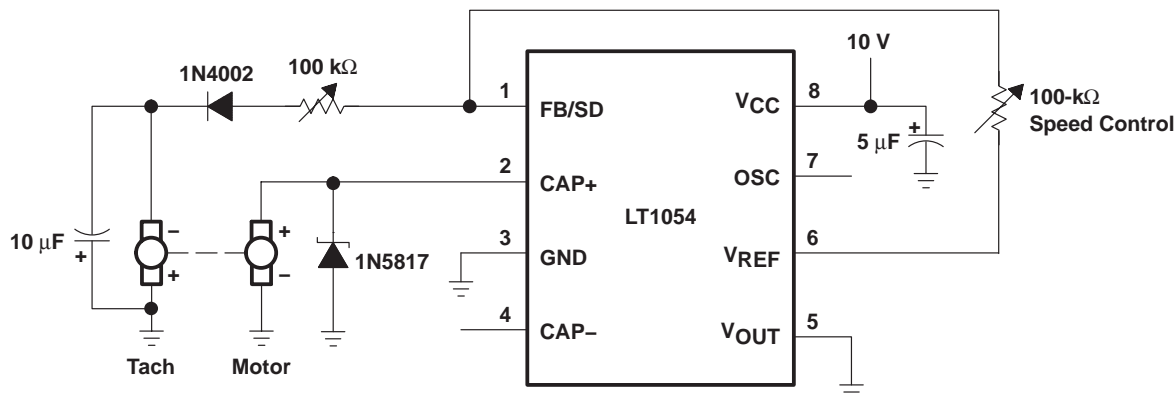 10 V
1N4002
100 kΩ
1
FB/SD
VCC
8
100-kΩ
Speed Control
5 μF
+
2
CAP+
OSC
7
LT1054
10 μF
+
−
+
+
−
1N5817
3
GND
VREF
6
4
CAP−
VOUT
5
Tach
Motor